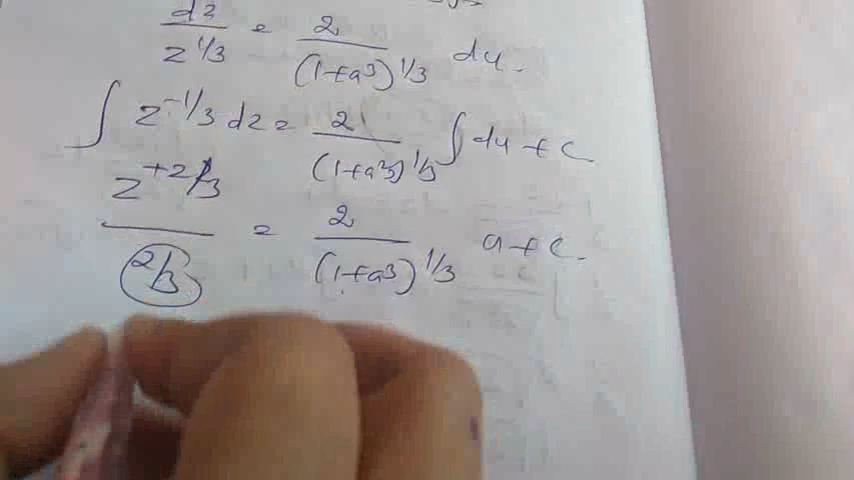 dz/z^1/3 = 2/(1+a³)^1/3 du.
∫ z^-1/3 dz = 2/(1+a³)^1/3 ∫ du + C
z^+2/3 / 2/3 = 2/(1+a³)^1/3 u + C.